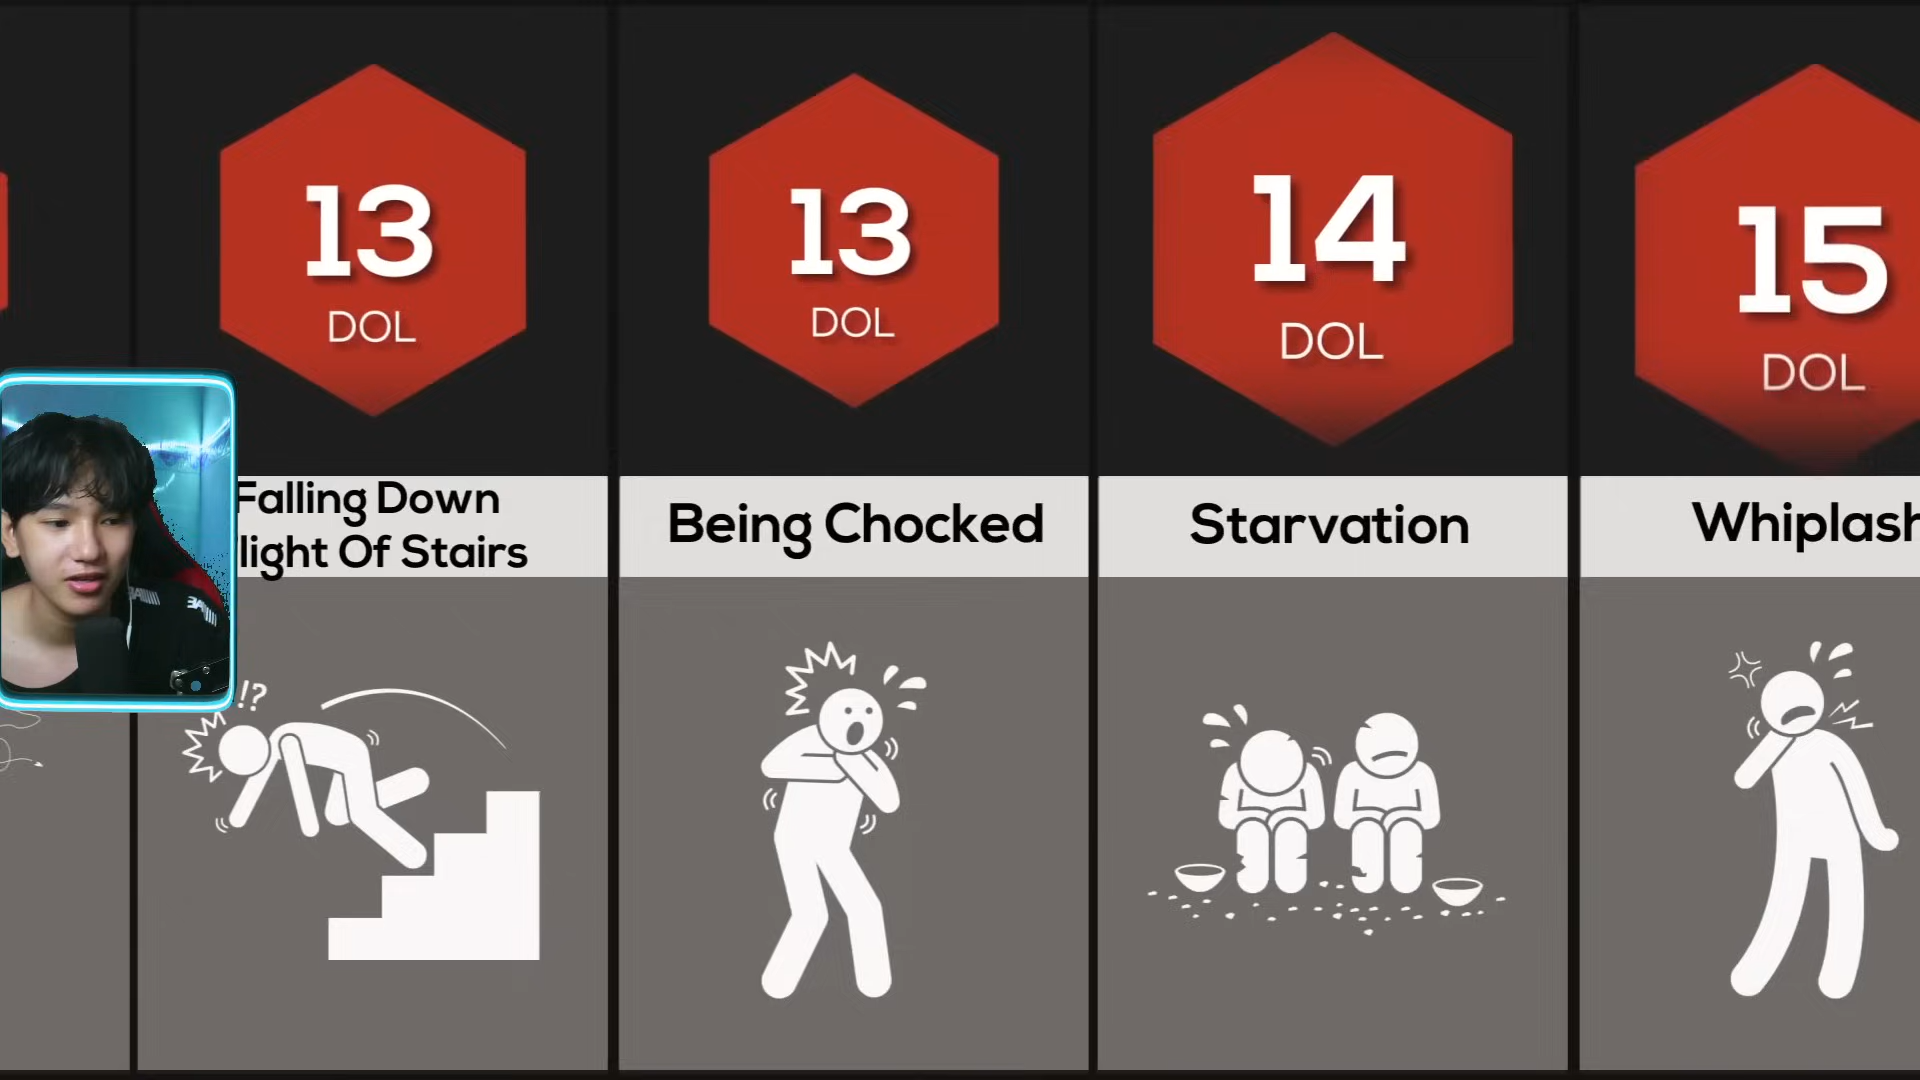 13
DOL
Falling Down
light Of Stairs
13
DOL
Being Chocked
14
DOL
Starvation
15
DOL
Whiplash
!?